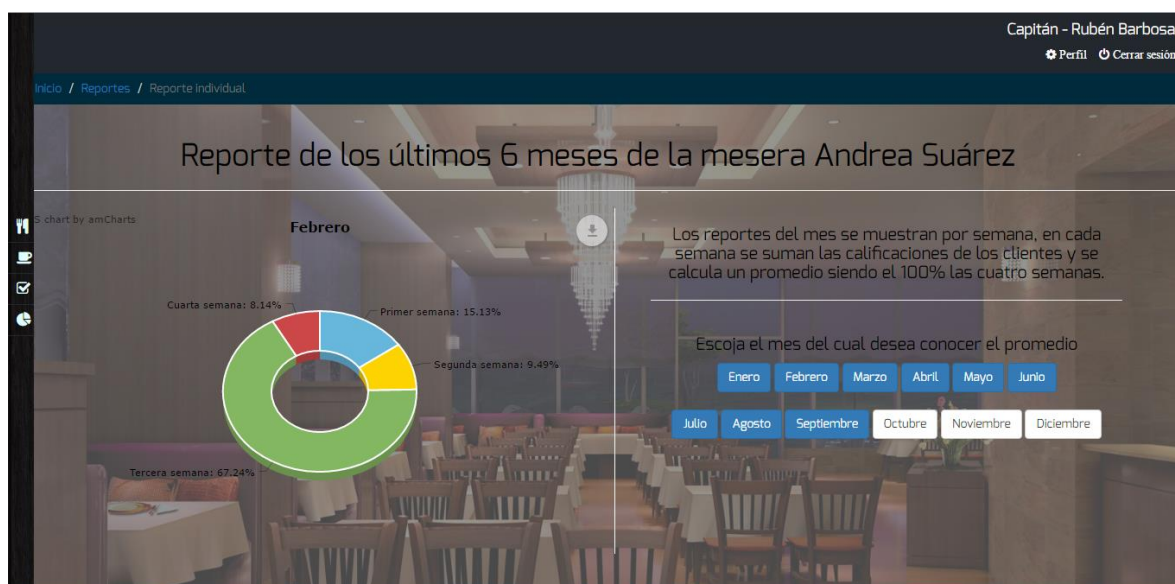 Capitán - Rubén Barbosa
Perfil Cerrar sesión
Inicio / Reportes / Reporte individual
Reporte de los últimos 6 meses de la mesera Andrea Suárez
S chart by amCharts
Febrero
Cuarta semana: 8.14%
Primer semana: 15.13%
Segunda semana: 9.49%
Tercera semana: 67.24%
Los reportes del mes se muestran por semana, en cada
semana se suman las calificaciones de los clientes y se
calcula un promedio siendo el 100% las cuatro semanas.
Escoja el mes del cual desea conocer el promedio
Enero Febrero Marzo Abril Mayo Junio
Julio Agosto Septiembre Octubre Noviembre Diciembre